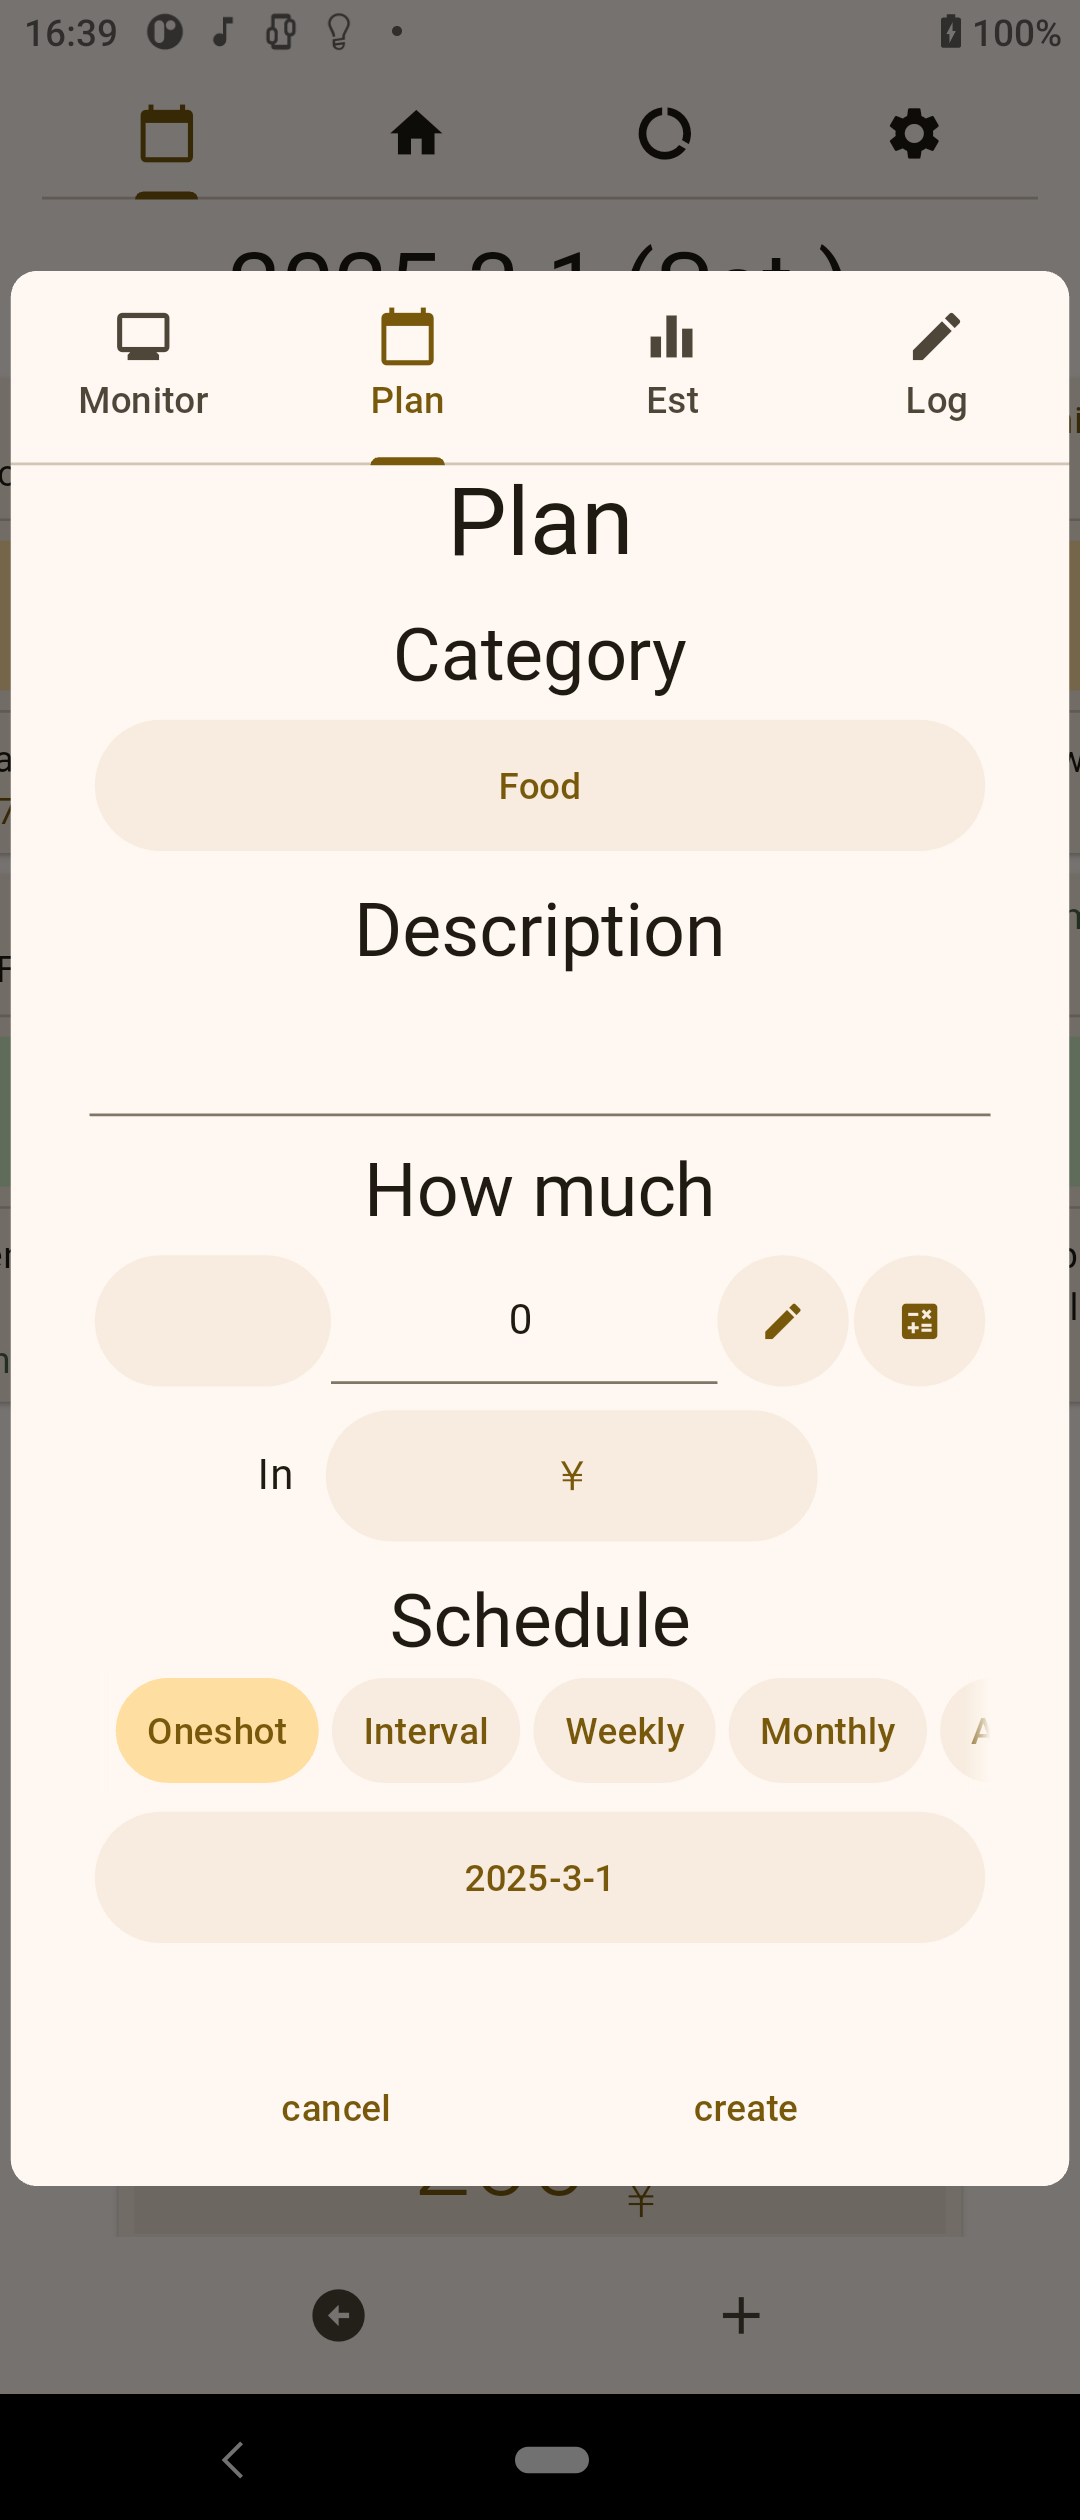 16:39
100%
Monitor
Plan
Est
Log
Plan
Category
Food
Description
How much
0
In
¥
Schedule
Oneshot
Interval
Weekly
Monthly
2025-3-1
cancel
create
¥